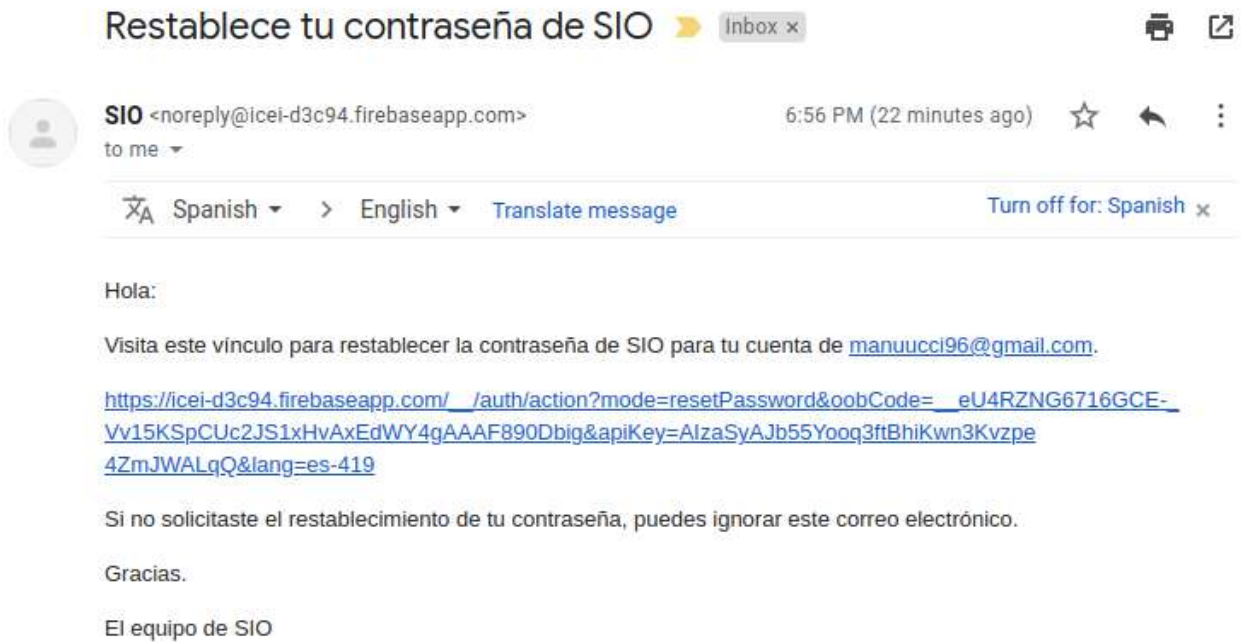 Restablece tu contraseña de SIO Inbox ×
SIO <noreply@icei-d3c94.firebaseapp.com> 6:56 PM (22 minutes ago)
to me
Spanish > English Translate message Turn off for: Spanish ×
Hola:
Visita este vínculo para restablecer la contraseña de SIO para tu cuenta de manuucci96@gmail.com.
https://icei-d3c94.firebaseapp.com/__/auth/action?mode=resetPassword&oobCode=__eU4RZNG6716GCE-_
Vv15KSpCUc2JS1xHvAxEdWY4gAAAF890Dbig&apiKey=AIzaSyAJb55Yooq3ftBhiKwn3Kvzpe
4ZmJWALqQ&lang=es-419
Si no solicitaste el restablecimiento de tu contraseña, puedes ignorar este correo electrónico.
Gracias.
El equipo de SIO